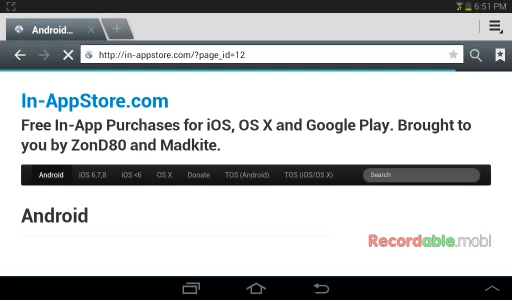 6:51 PM
Android...
http://in-appstore.com/?page_id=12
In-AppStore.com
Free In-App Purchases for iOS, OS X and Google Play. Brought to
you by ZonD80 and Madkite.
Android iOS 6,7,8 iOS <6 OS X Donate TOS (Android) TOS (iOS/OS X) Search
Android
Recordable.mobi